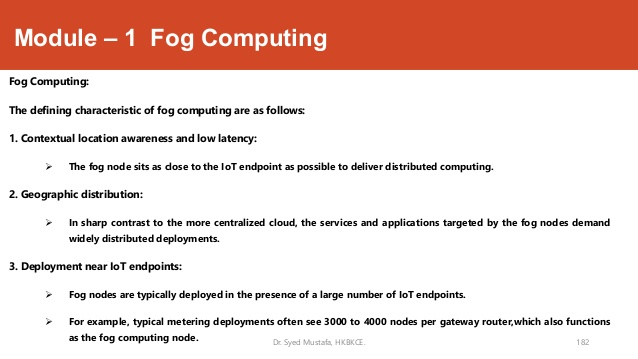 Module – 1 Fog Computing
Fog Computing:
The defining characteristic of fog computing are as follows:
1. Contextual location awareness and low latency:
➢ The fog node sits as close to the IoT endpoint as possible to deliver distributed computing.
2. Geographic distribution:
➢ In sharp contrast to the more centralized cloud, the services and applications targeted by the fog nodes demand
widely distributed deployments.
3. Deployment near IoT endpoints:
➢ Fog nodes are typically deployed in the presence of a large number of IoT endpoints.
➢ For example, typical metering deployments often see 3000 to 4000 nodes per gateway router,which also functions
as the fog computing node.
Dr. Syed Mustafa, HKBKCE. 182